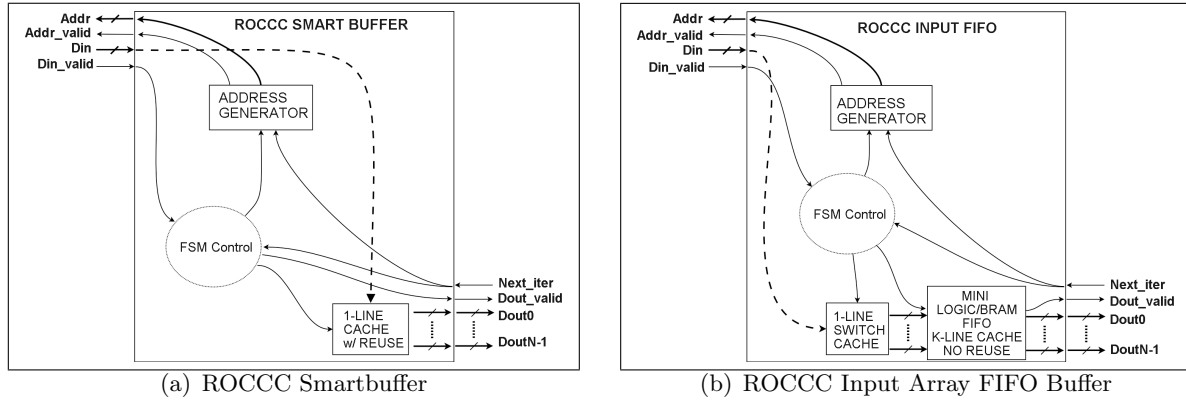 ROCCC SMART BUFFER
Addr
Addr_valid
Din
Din_valid
ADDRESS
GENERATOR
FSM Control
Next_iter
Dout_valid
Dout0
DoutN-1
1-LINE
CACHE
w/ REUSE
(a) ROCCC Smartbuffer
ROCCC INPUT FIFO
Addr
Addr_valid
Din
Din_valid
ADDRESS
GENERATOR
FSM Control
Next_iter
Dout_valid
Dout0
DoutN-1
1-LINE
SWITCH
CACHE
MINI
LOGIC/BRAM
FIFO
K-LINE CACHE
NO REUSE
(b) ROCCC Input Array FIFO Buffer